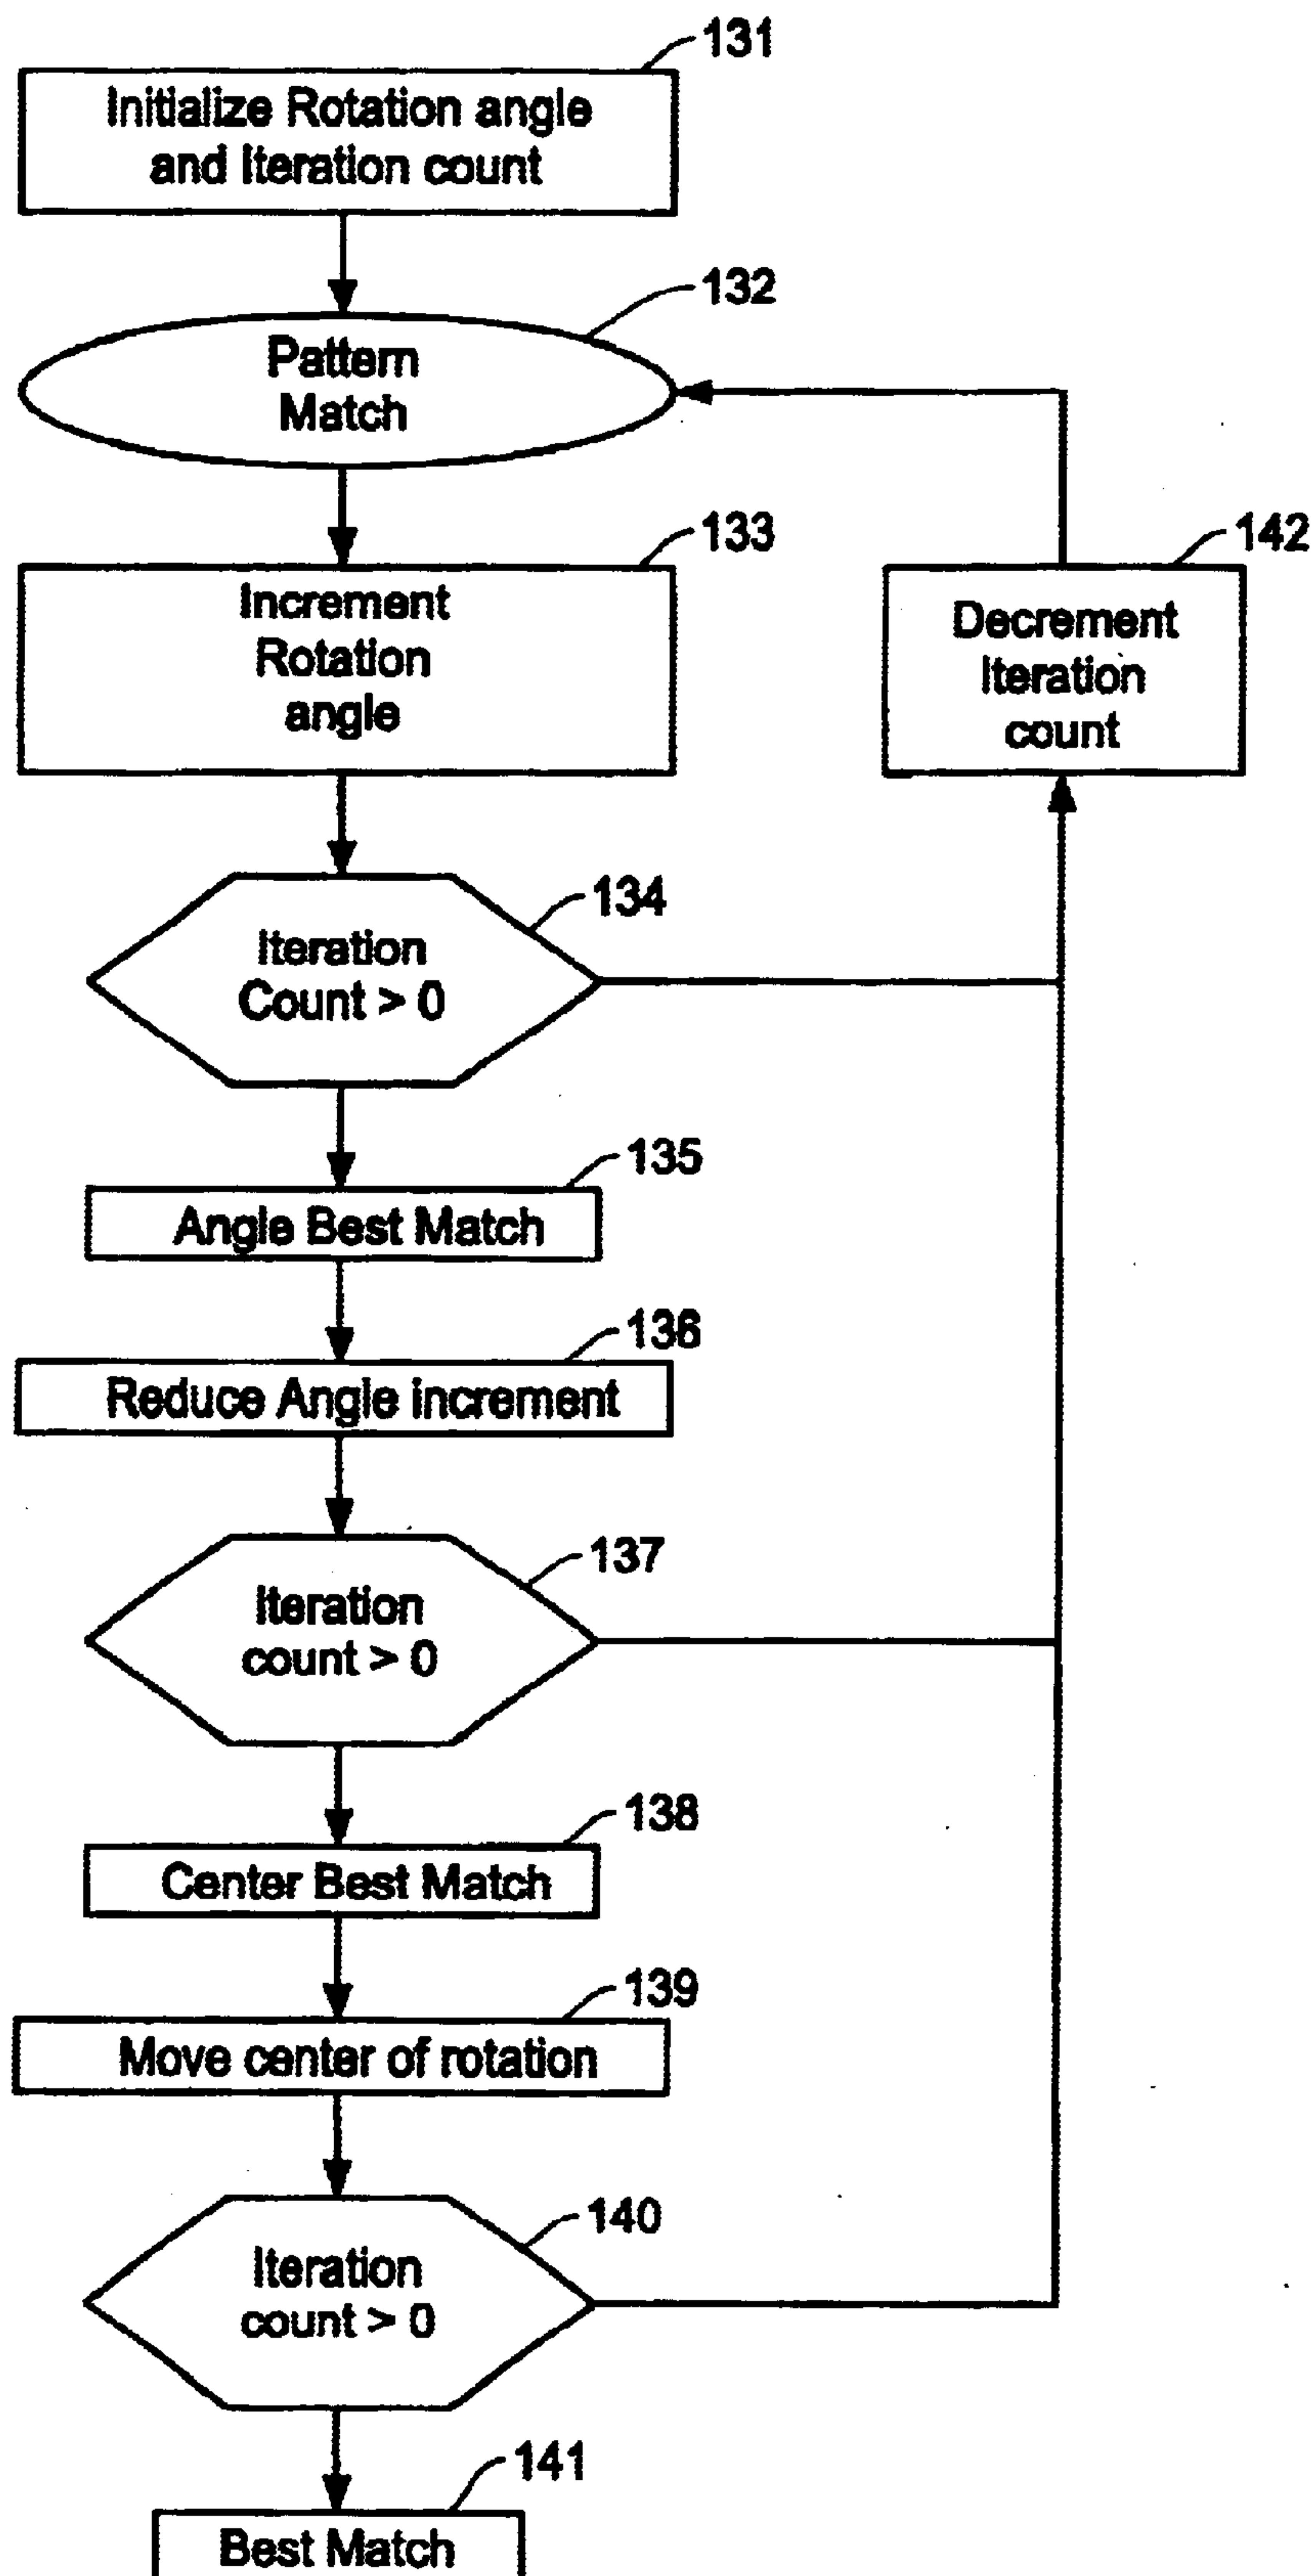 131
Initialize Rotation angle
and Iteration count
132
Pattern
Match
133
Increment
Rotation
angle
142
Decrement
Iteration
count
134
Iteration
Count > 0
135
Angle Best Match
136
Reduce Angle increment
137
Iteration
count > 0
138
Center Best Match
139
Move center of rotation
140
Iteration
count > 0
141
Best Match